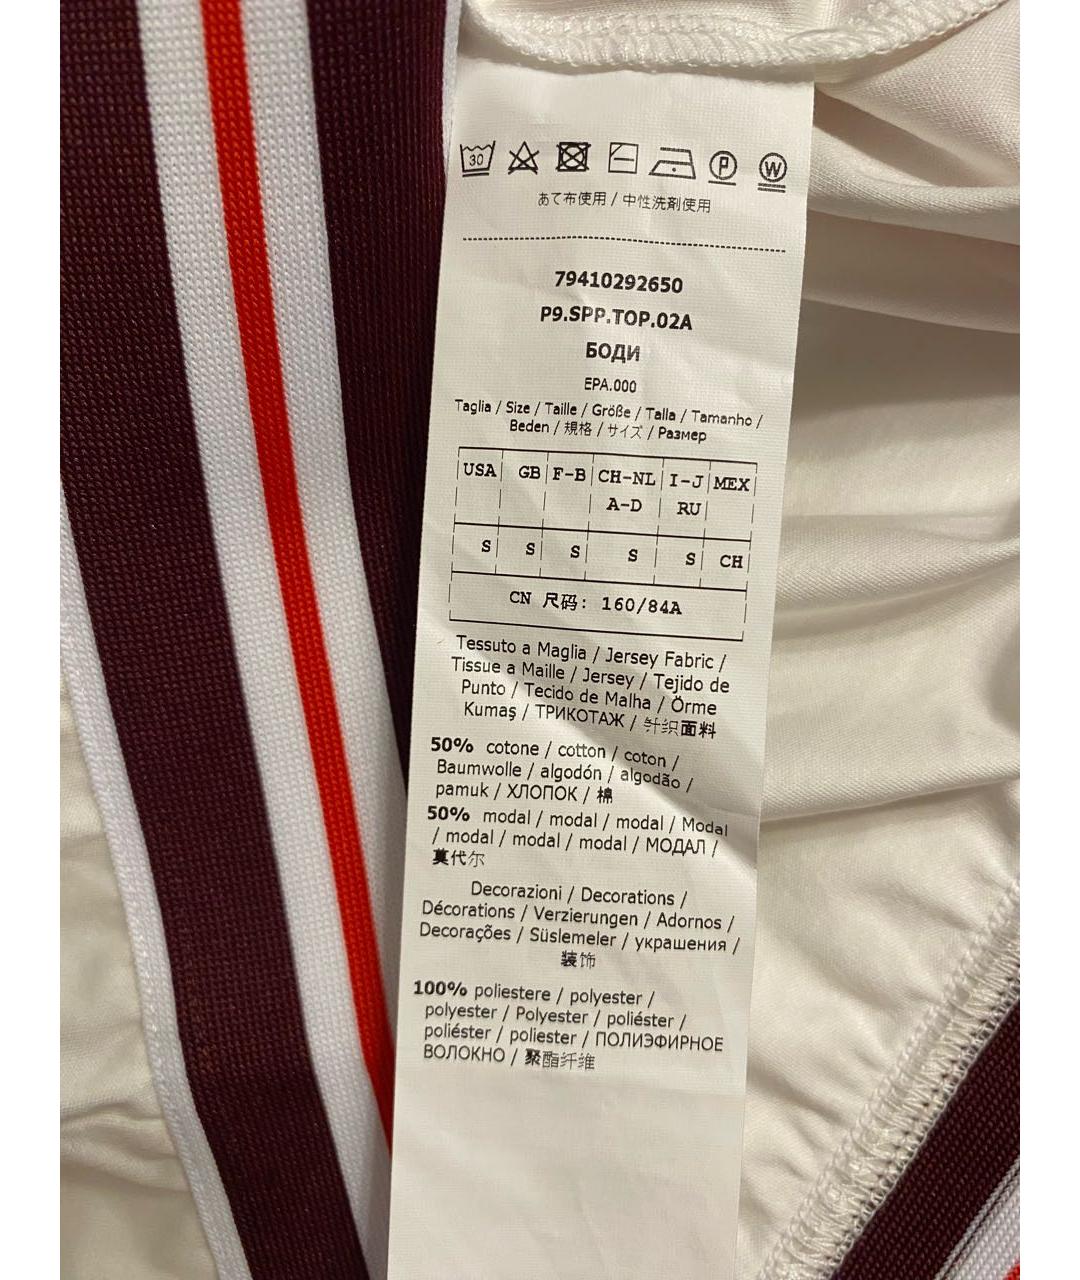 30 P W
あて布使用 / 中性洗剤使用
79410292650
P9.SPP.TOP.02A
БОДИ
EPA.000
Taglia / Size / Taille / Größe / Talla / Tamanho /
Beden / 規格 / サイズ / Размер
USA GB F-B CH-NL I-J MEX
A-D RU
S S S S S CH
CN 尺码: 160/84A
Tessuto a Maglia / Jersey Fabric /
Tissue a Maille / Jersey / Tejido de
Punto / Tecido de Malha / Örme
Kumaş / ТРИКОТАЖ / 针织面料
50% cotone / cotton / coton /
Baumwolle / algodón / algodão /
pamuk / ХЛОПОК / 棉
50% modal / modal / modal / Modal
/ modal / modal / modal / МОДАЛ /
莫代尔
Decorazioni / Decorations /
Décorations / Verzierungen / Adornos /
Decorações / Süslemeler / украшения /
装饰
100% poliestere / polyester /
polyester / Polyester / poliéster /
poliéster / poliester / ПОЛИЭФИРНОЕ
ВОЛОКНО / 聚酯纤维